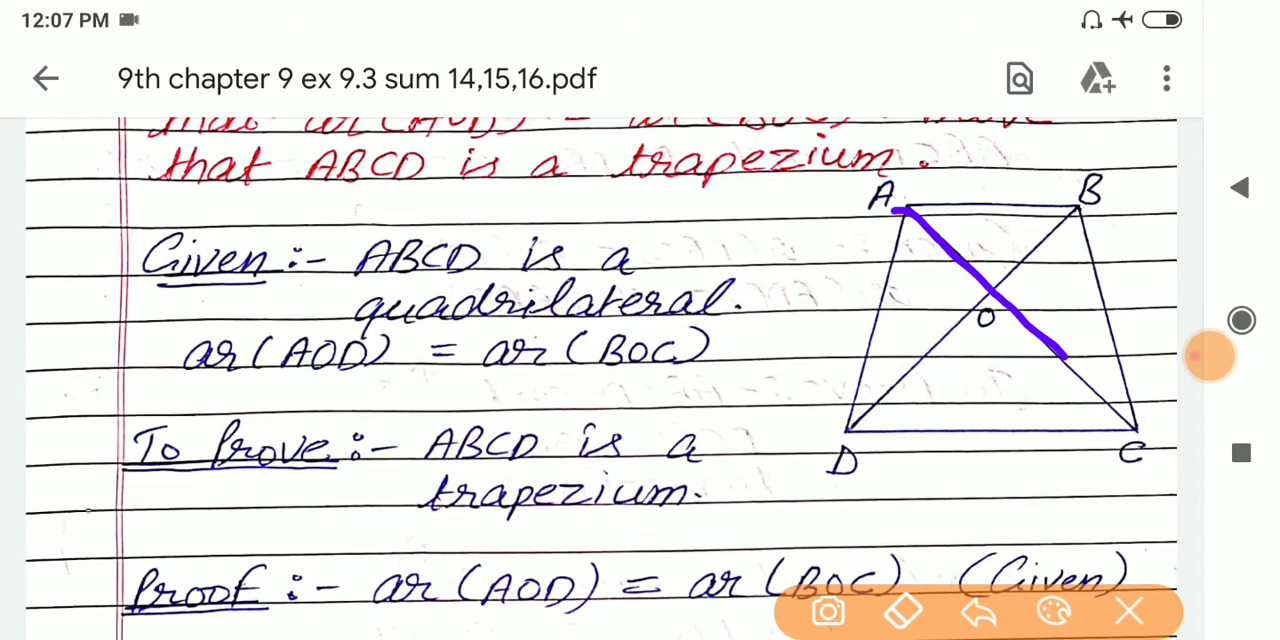 12:07 PM
9th chapter 9 ex 9.3 sum 14,15,16.pdf
that ABCD is a trapezium.
A B
Given :- ABCD is a
quadrilateral.
O
ar (AOD) = ar (BOC)
To Prove :- ABCD is a
D C
trapezium.
Proof :- ar (AOD) = ar (BOC) (Given)